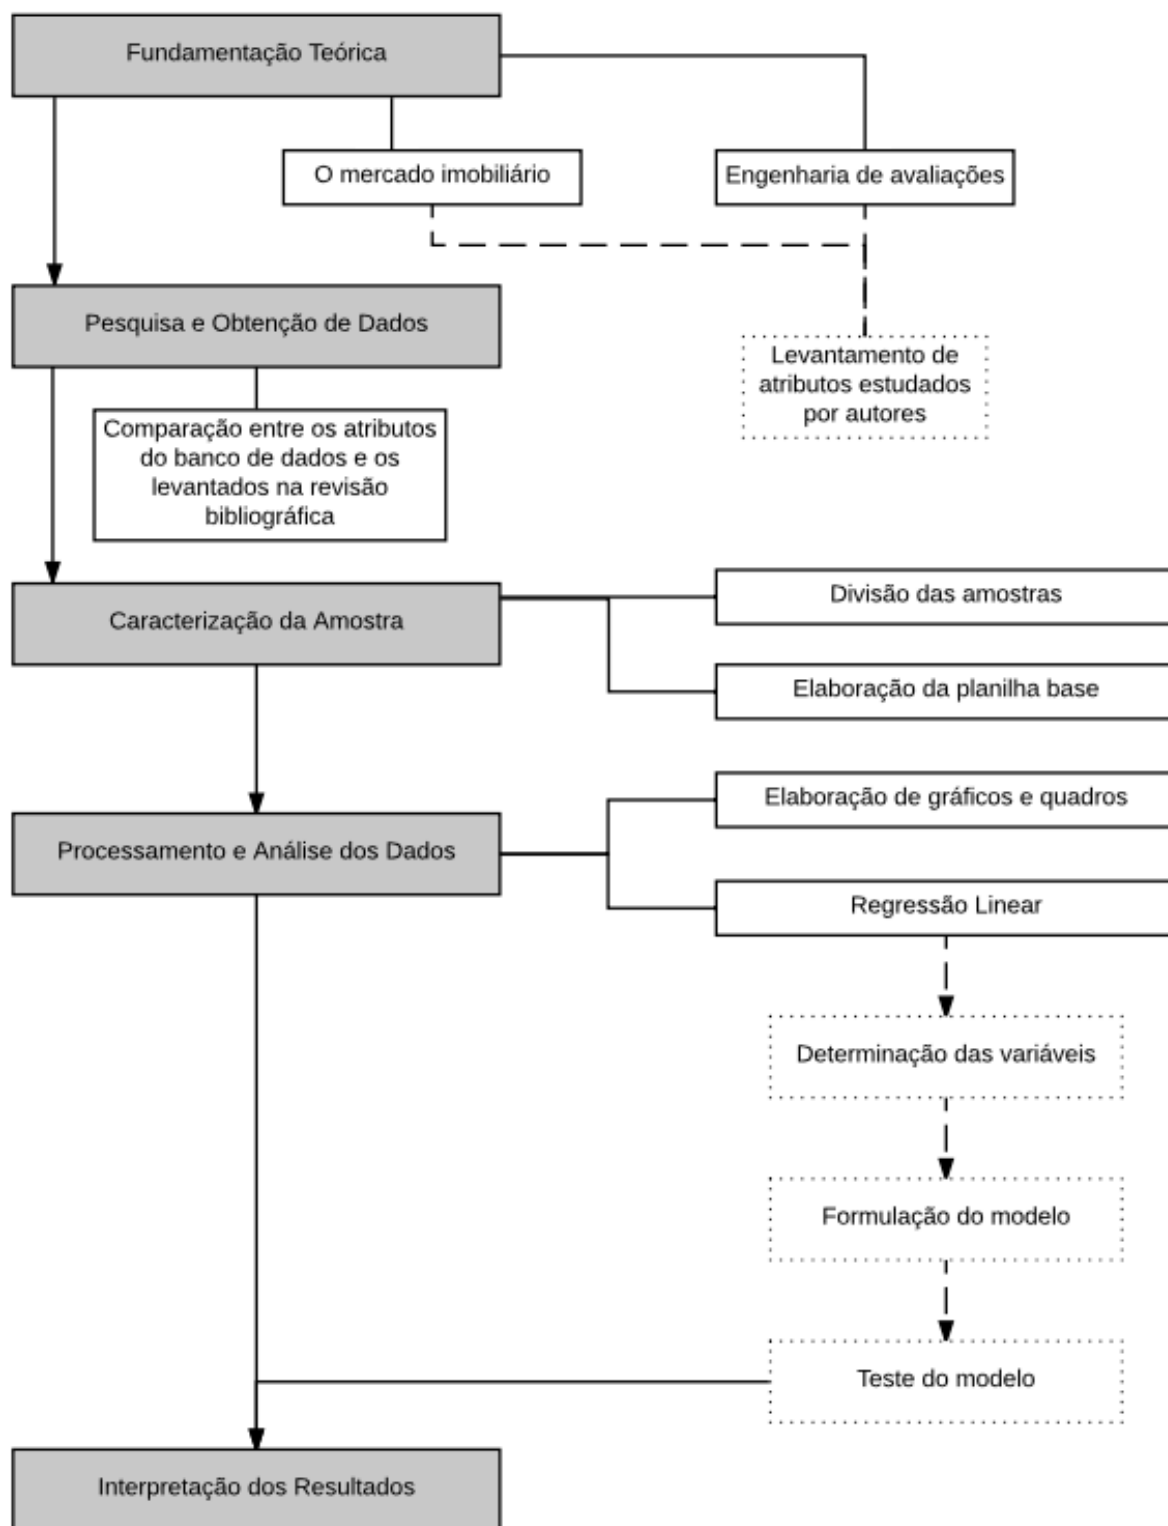 Fundamentação Teórica
O mercado imobiliário
Engenharia de avaliações
Pesquisa e Obtenção de Dados
Levantamento de
atributos estudados
por autores
Comparação entre os atributos
do banco de dados e os
levantados na revisão
bibliográfica
Caracterização da Amostra
Divisão das amostras
Elaboração da planilha base
Processamento e Análise dos Dados
Elaboração de gráficos e quadros
Regressão Linear
Determinação das variáveis
Formulação do modelo
Teste do modelo
Interpretação dos Resultados